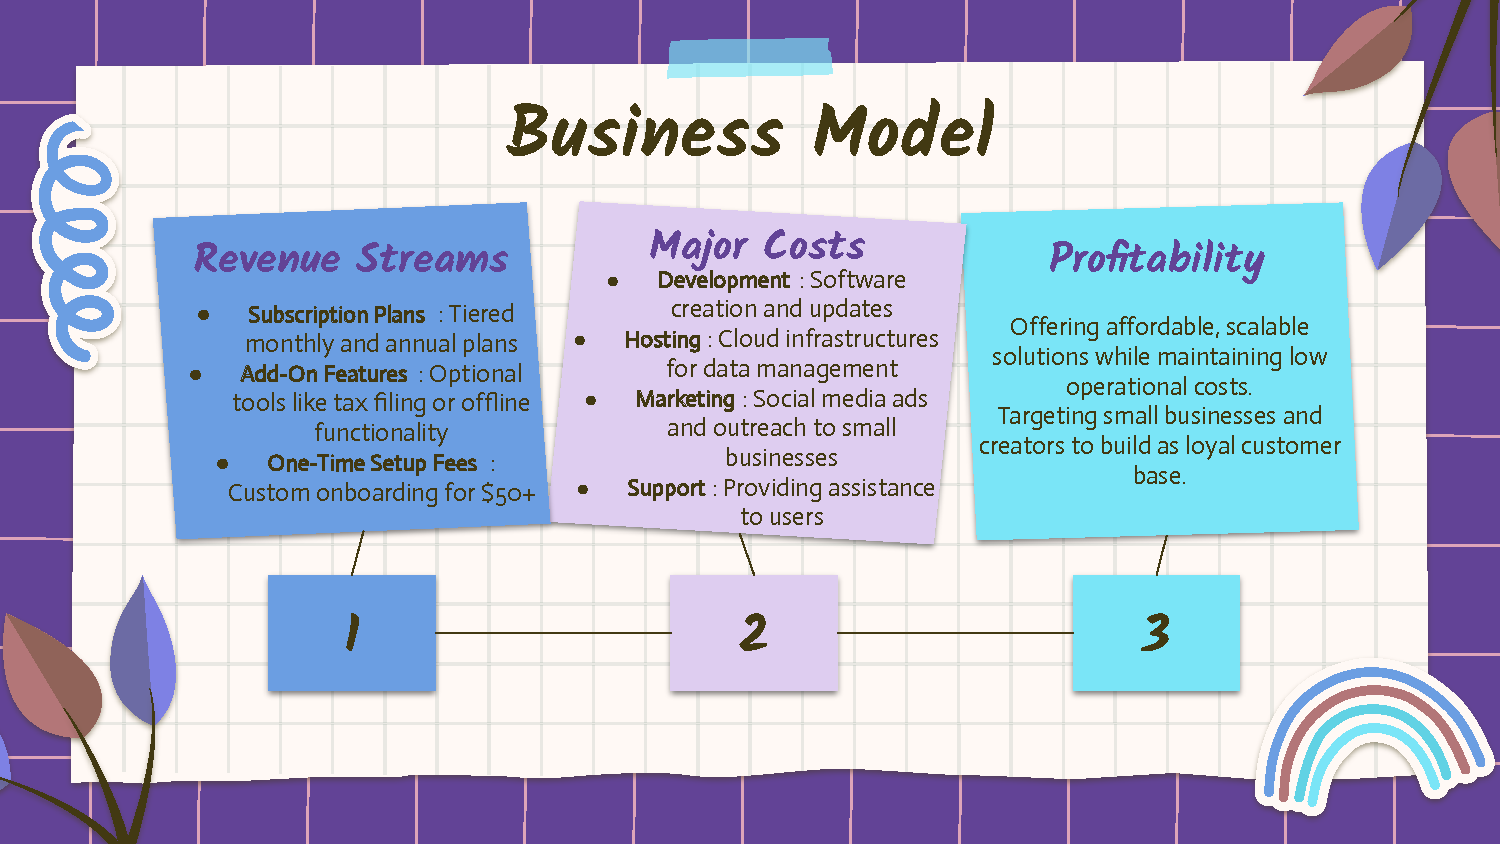 Business Model
Revenue Streams
● Subscription Plans : Tiered
monthly and annual plans
● Add-On Features : Optional
tools like tax filing or offline
functionality
● One-Time Setup Fees :
Custom onboarding for $50+
Major Costs
● Development : Software
creation and updates
● Hosting : Cloud infrastructures
for data management
● Marketing : Social media ads
and outreach to small
businesses
● Support : Providing assistance
to users
Profitability
Offering affordable, scalable
solutions while maintaining low
operational costs.
Targeting small businesses and
creators to build as loyal customer
base.
1
2
3